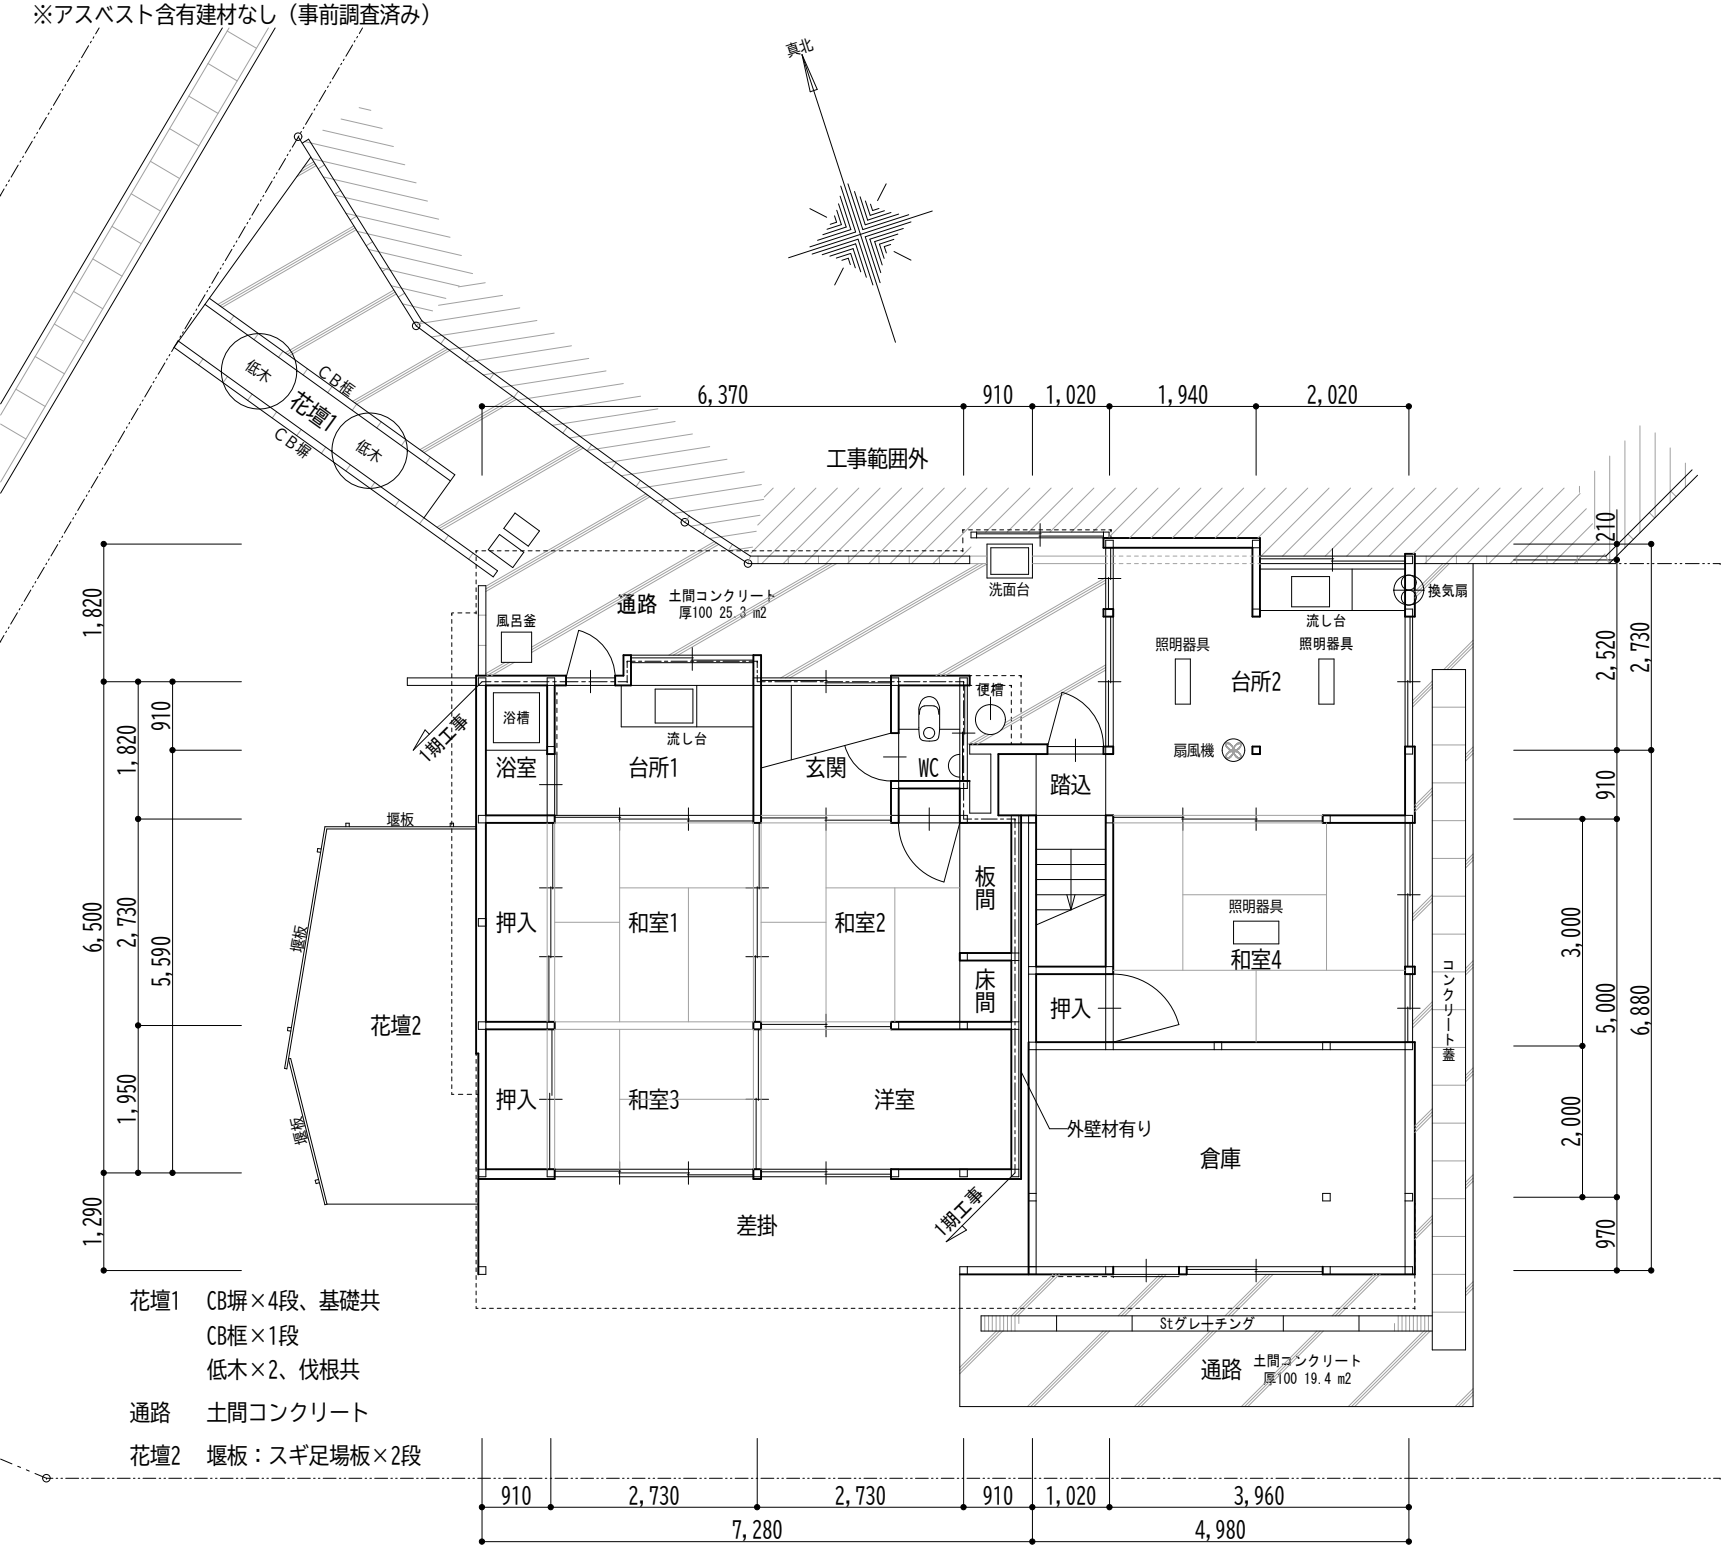 ※アスベスト含有建材なし（事前調査済み）
真北
低木
CB框
花壇1
CB塀
低木
6,370
910
1,020
1,940
2,020
工事範囲外
210
1,820
2,520
2,730
通路
土間コンクリート
厚100 25.3 m2
洗面台
換気扇
流し台
風呂釜
照明器具
照明器具
台所2
便槽
浴槽
流し台
1期工事
910
1,820
浴室
台所1
玄関
WC
扇風機
踏込
910
堰板
6,500
2,730
5,590
押入
和室1
和室2
板間
照明器具
和室4
3,000
堰板
床間
押入
コンクリート蓋
5,000
6,880
花壇2
1,950
押入
和室3
洋室
外壁材有り
倉庫
2,000
堰板
1,290
差掛
1期工事
970
Stグレーチング
通路
土間コンクリート
厚100 19.4 m2
花壇1 CB塀×4段、基礎共
CB框×1段
低木×2、伐根共
通路 土間コンクリート
花壇2 堰板：スギ足場板×2段
910
2,730
2,730
910
1,020
3,960
7,280
4,980